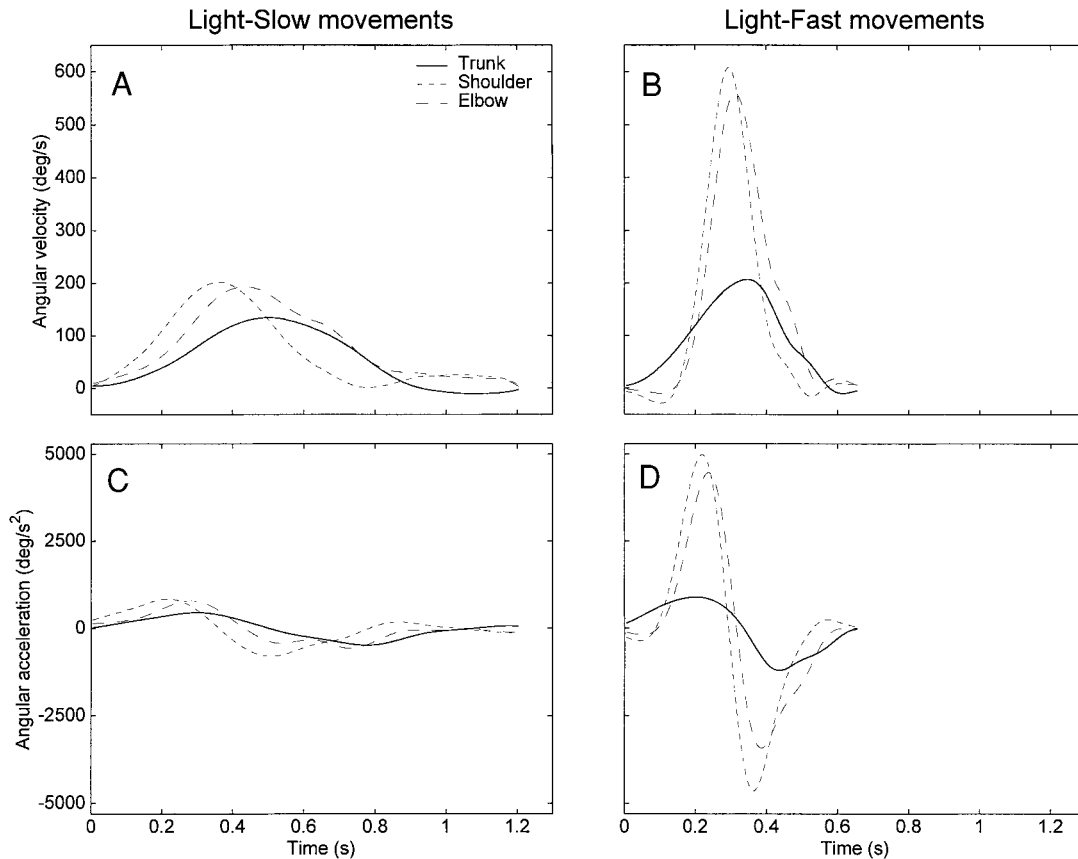 Light-Slow movements
Light-Fast movements
A
Trunk
Shoulder
Elbow
B
Angular velocity (deg/s)
600
500
400
300
200
100
0
C
D
Angular acceleration (deg/s²)
5000
2500
0
-2500
-5000
0 0.2 0.4 0.6 0.8 1 1.2
Time (s)
0 0.2 0.4 0.6 0.8 1 1.2
Time (s)